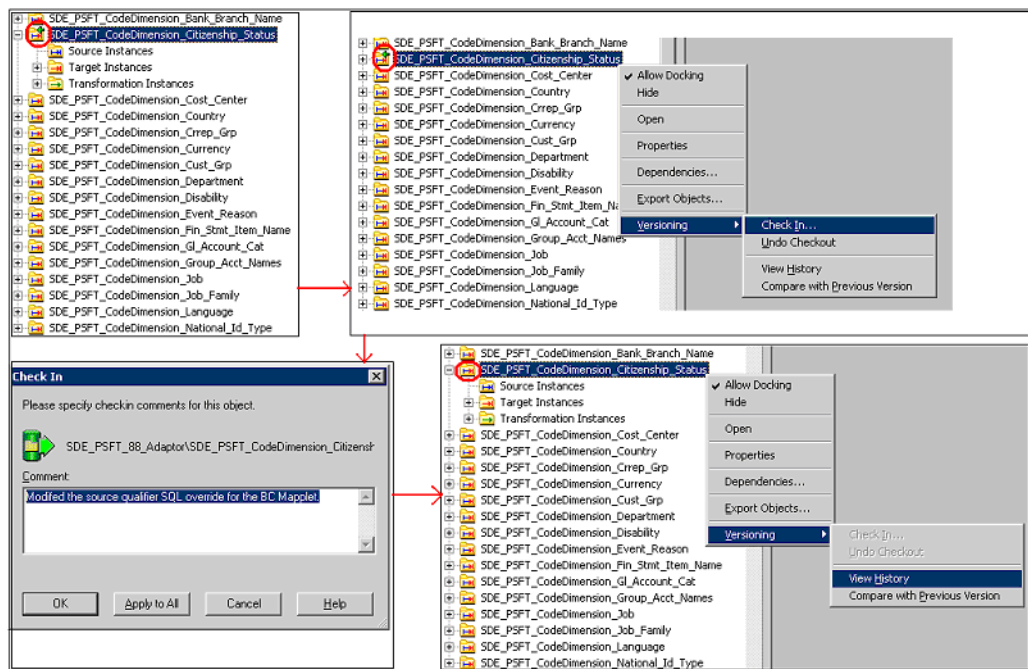 SDE_PSFT_CodeDimension_Bank_Branch_Name
SDE_PSFT_CodeDimension_Citizenship_Status
Source Instances
Target Instances
Transformation Instances
SDE_PSFT_CodeDimension_Cost_Center
SDE_PSFT_CodeDimension_Country
SDE_PSFT_CodeDimension_Crrep_Grp
SDE_PSFT_CodeDimension_Currency
SDE_PSFT_CodeDimension_Cust_Grp
SDE_PSFT_CodeDimension_Department
SDE_PSFT_CodeDimension_Disability
SDE_PSFT_CodeDimension_Event_Reason
SDE_PSFT_CodeDimension_Fin_Stmt_Item_Name
SDE_PSFT_CodeDimension_Gl_Account_Cat
SDE_PSFT_CodeDimension_Group_Acct_Names
SDE_PSFT_CodeDimension_Job
SDE_PSFT_CodeDimension_Job_Family
SDE_PSFT_CodeDimension_Language
SDE_PSFT_CodeDimension_National_Id_Type
SDE_PSFT_CodeDimension_Bank_Branch_Name
SDE_PSFT_CodeDimension_Citizenship_Status
SDE_PSFT_CodeDimension_Cost_Center
SDE_PSFT_CodeDimension_Country
SDE_PSFT_CodeDimension_Crrep_Grp
SDE_PSFT_CodeDimension_Currency
SDE_PSFT_CodeDimension_Cust_Grp
SDE_PSFT_CodeDimension_Department
SDE_PSFT_CodeDimension_Disability
SDE_PSFT_CodeDimension_Event_Reason
SDE_PSFT_CodeDimension_Fin_Stmt_Item_Na
SDE_PSFT_CodeDimension_Gl_Account_Cat
SDE_PSFT_CodeDimension_Group_Acct_Names
SDE_PSFT_CodeDimension_Job
SDE_PSFT_CodeDimension_Job_Family
SDE_PSFT_CodeDimension_Language
SDE_PSFT_CodeDimension_National_Id_Type
Allow Docking
Hide
Open
Properties
Dependencies...
Export Objects...
Versioning
Check In...
Undo Checkout
View History
Compare with Previous Version
Check In
Please specify checkin comments for this object.
SDE_PSFT_88_Adaptor\SDE_PSFT_CodeDimension_Citizensh
Comment
Modifed the source qualifier SQL override for the BC Mapplet.
OK
Apply to All
Cancel
Help
SDE_PSFT_CodeDimension_Bank_Branch_Name
SDE_PSFT_CodeDimension_Citizenship_Status
Source Instances
Target Instances
Transformation Instances
SDE_PSFT_CodeDimension_Cost_Center
SDE_PSFT_CodeDimension_Country
SDE_PSFT_CodeDimension_Crrep_Grp
SDE_PSFT_CodeDimension_Currency
SDE_PSFT_CodeDimension_Cust_Grp
SDE_PSFT_CodeDimension_Department
SDE_PSFT_CodeDimension_Disability
SDE_PSFT_CodeDimension_Event_Reason
SDE_PSFT_CodeDimension_Fin_Stmt_Item_Name
SDE_PSFT_CodeDimension_Gl_Account_Cat
SDE_PSFT_CodeDimension_Group_Acct_Names
SDE_PSFT_CodeDimension_Job
SDE_PSFT_CodeDimension_Job_Family
SDE_PSFT_CodeDimension_Language
SDE_PSFT_CodeDimension_National_Id_Type
Allow Docking
Hide
Open
Properties
Dependencies...
Export Objects...
Versioning
Check In...
Undo Checkout
View History
Compare with Previous Version